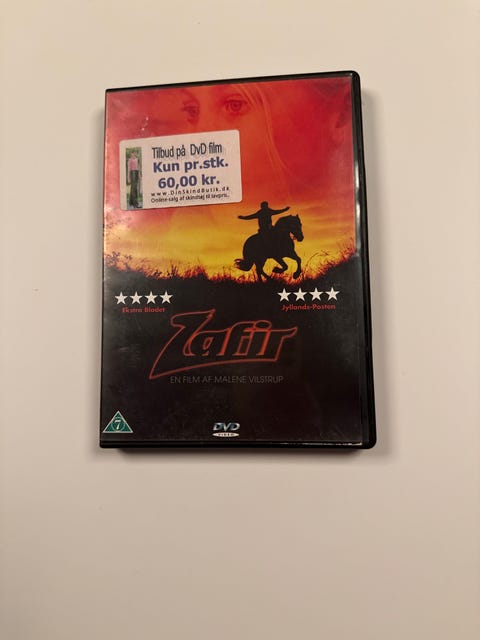 Tilbud på DvD film
Kun pr.stk.
60,00 kr.
www.DinSkindButik.dk
Online-salg af skindtøj til lavpris.
★★★★
Ekstra Bladet
★★★★
Jyllands-Posten
Zafir
EN FILM AF MALENE VILSTRUP
7
DVD
VIDEO